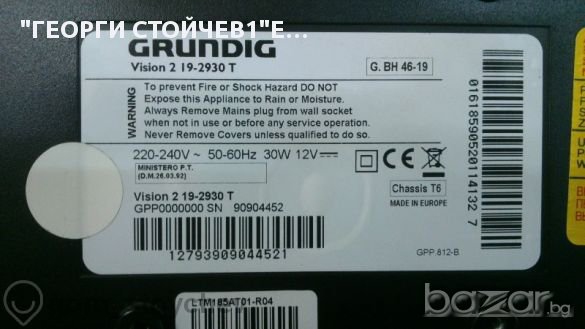 "ГЕОРГИ СТОЙЧЕВ1"Е...
GRUNDIG
Vision 2 19-2930 T
G. BH 46-19
WARNING
To prevent Fire or Shock Hazard DO NOT
Expose this Appliance to Rain or Moisture.
Always Remove Mains plug from wall socket
when not in use or before any service operation.
Never Remove Covers unless qualified to do so.
220-240V~ 50-60Hz 30W 12V
MINISTERO P.T.
(D.M.26.03.92)
CE
Chassis T6
MADE IN EUROPE
Vision 2 19-2930 T
GPP0000000 SN 90904452
12793909044521
GPP 812-B
01618590520114132 7
LTM185AT01-R04
bazar.bg